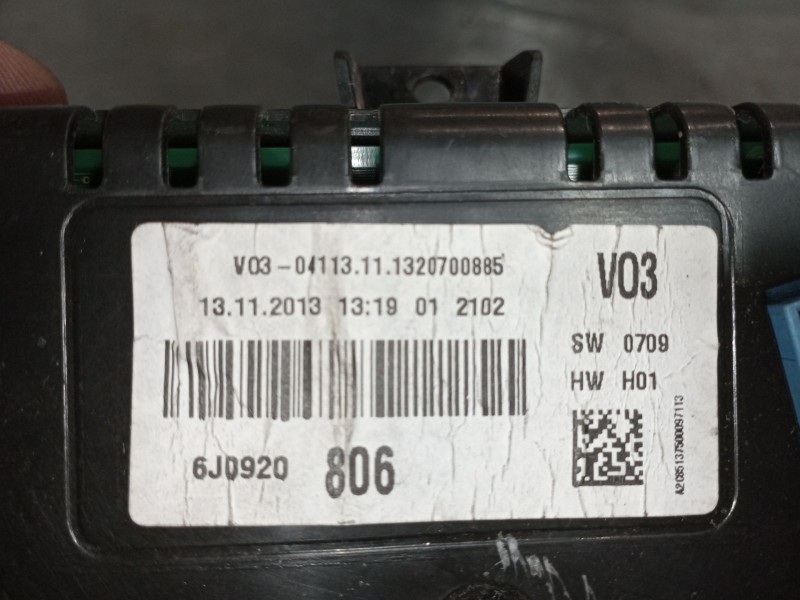 V03-04113.11.1320700885
13.11.2013 13:19 01 2102
6J0920 806
V03
SW 0709
HW H01
A2C85137500097113